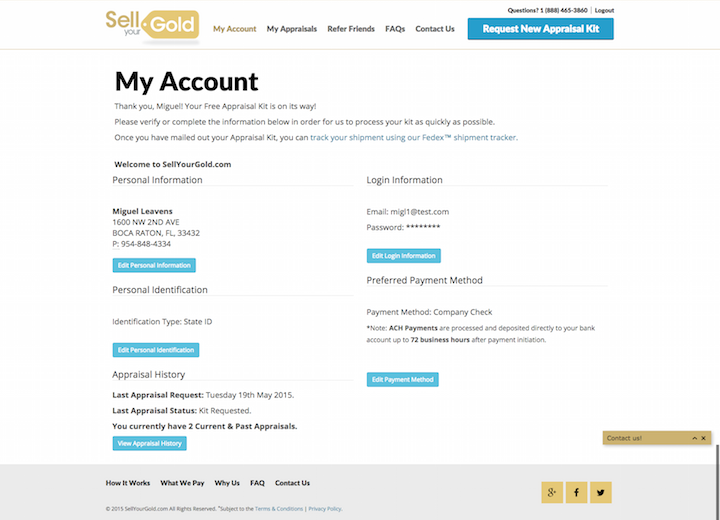 Sell your Gold
Questions? 1 (888) 465-3860 | Logout
My Account My Appraisals Refer Friends FAQs Contact Us Request New Appraisal Kit
My Account
Thank you, Miguel! Your Free Appraisal Kit is on its way!
Please verify or complete the information below in order for us to process your kit as quickly as possible.
Once you have mailed out your Appraisal Kit, you can track your shipment using our Fedex™ shipment tracker.
Welcome to SellYourGold.com
Personal Information
Miguel Leavens
1600 NW 2ND AVE
BOCA RATON, FL, 33432
P: 954-848-4334
Edit Personal Information
Personal Identification
Identification Type: State ID
Edit Personal Identification
Appraisal History
Last Appraisal Request: Tuesday 19th May 2015.
Last Appraisal Status: Kit Requested.
You currently have 2 Current & Past Appraisals.
View Appraisal History
Login Information
Email: migl1@test.com
Password: ********
Edit Login Information
Preferred Payment Method
Payment Method: Company Check
*Note: ACH Payments are processed and deposited directly to your bank
account up to 72 business hours after payment initiation.
Edit Payment Method
Contact us!
How It Works What We Pay Why Us FAQ Contact Us
© 2015 SellYourGold.com All Rights Reserved. *Subject to the Terms & Conditions | Privacy Policy.